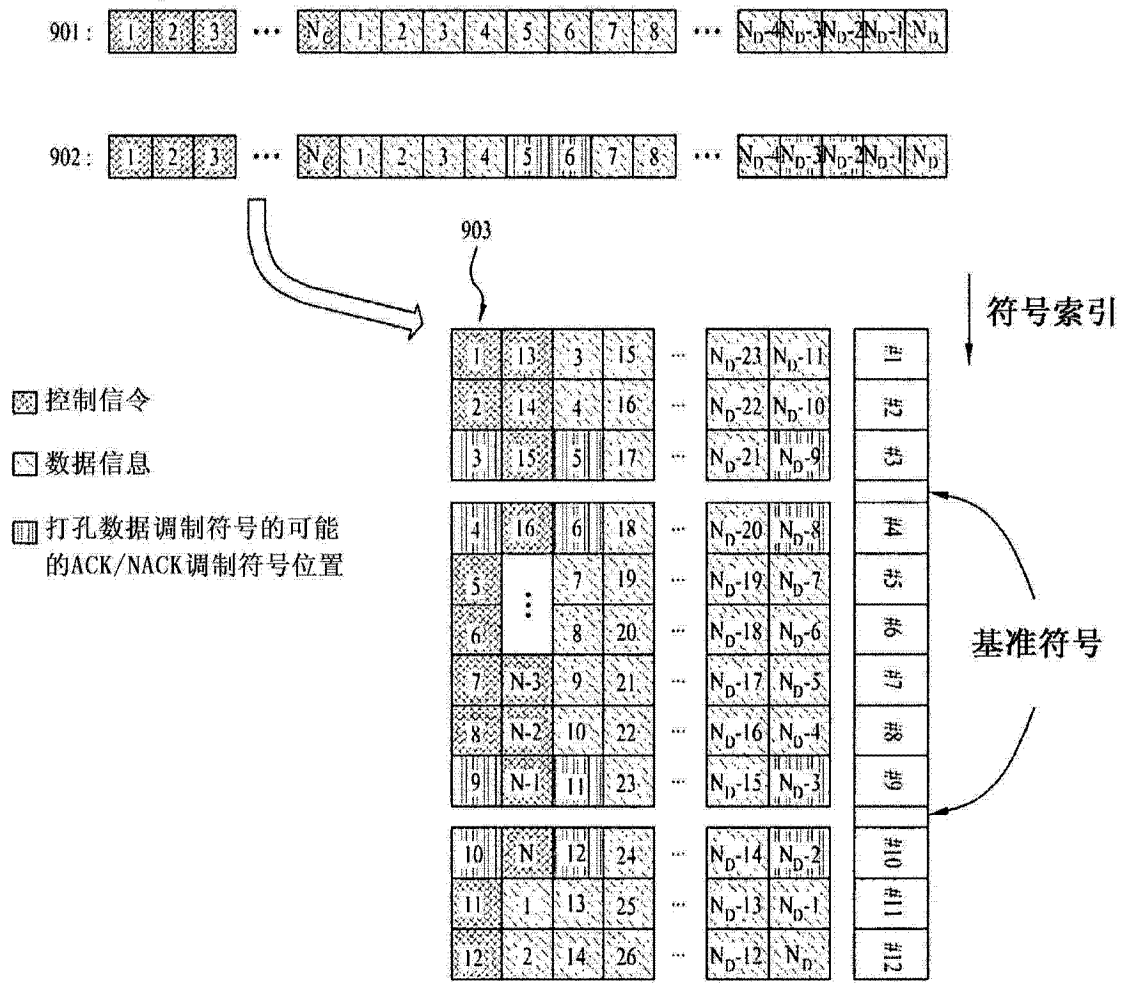 901 : 1 2 3 ··· N_C 1 2 3 4 5 6 7 8 ··· N_D-4 N_D-3 N_D-2 N_D-1 N_D
902 : 1 2 3 ··· N_C 1 2 3 4 5 6 7 8 ··· N_D-4 N_D-3 N_D-2 N_D-1 N_D
903
符号索引
1 13 3 15 ··· N_D-23 N_D-11 #1
2 14 4 16 ··· N_D-22 N_D-10 #2
3 15 5 17 ··· N_D-21 N_D-9 #3
4 16 6 18 ··· N_D-20 N_D-8 #4
5 ··· 7 19 ··· N_D-19 N_D-7 #5
6 8 20 ··· N_D-18 N_D-6 #6
7 N-3 9 21 ··· N_D-17 N_D-5 #7
8 N-2 10 22 ··· N_D-16 N_D-4 #8
9 N-1 11 23 ··· N_D-15 N_D-3 #9
10 N 12 24 ··· N_D-14 N_D-2 #10
11 1 13 25 ··· N_D-13 N_D-1 #11
12 2 14 26 ··· N_D-12 N_D #12
控制信令
数据信息
打孔数据调制符号的可能
的ACK/NACK调制符号位置
基准符号